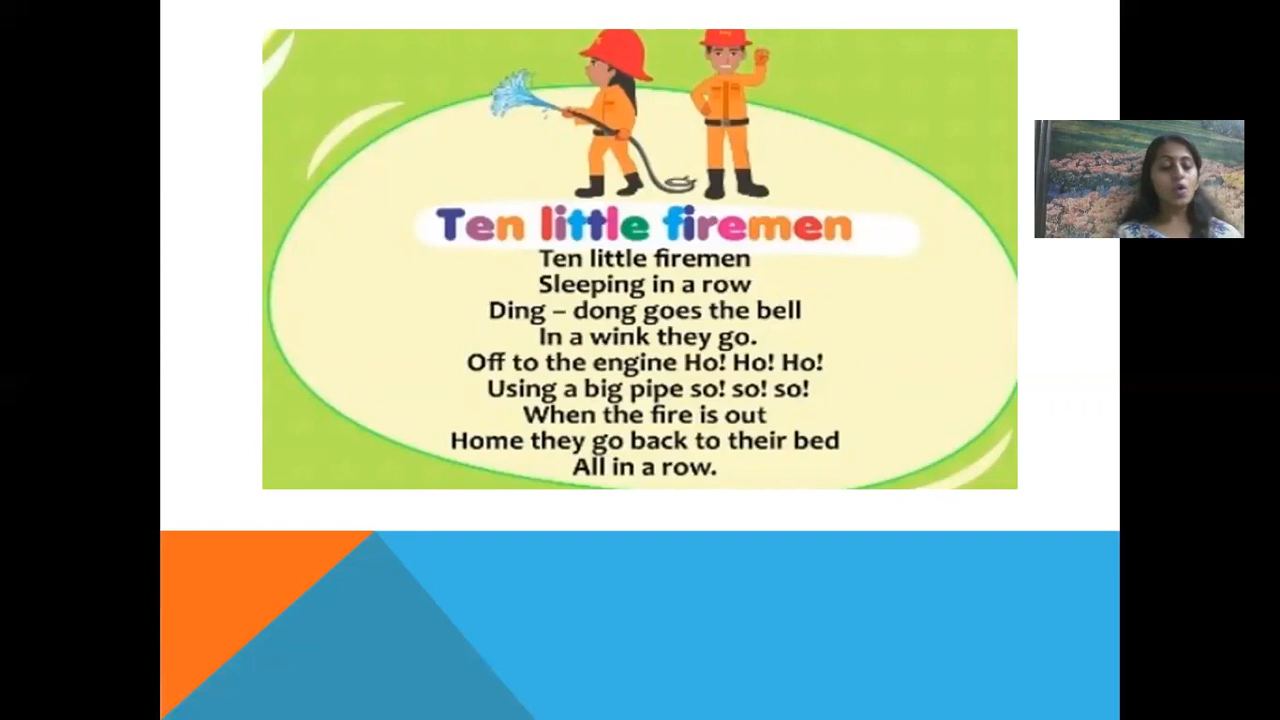 Ten little firemen
Ten little firemen
Sleeping in a row
Ding – dong goes the bell
In a wink they go.
Off to the engine Ho! Ho! Ho!
Using a big pipe so! so! so!
When the fire is out
Home they go back to their bed
All in a row.